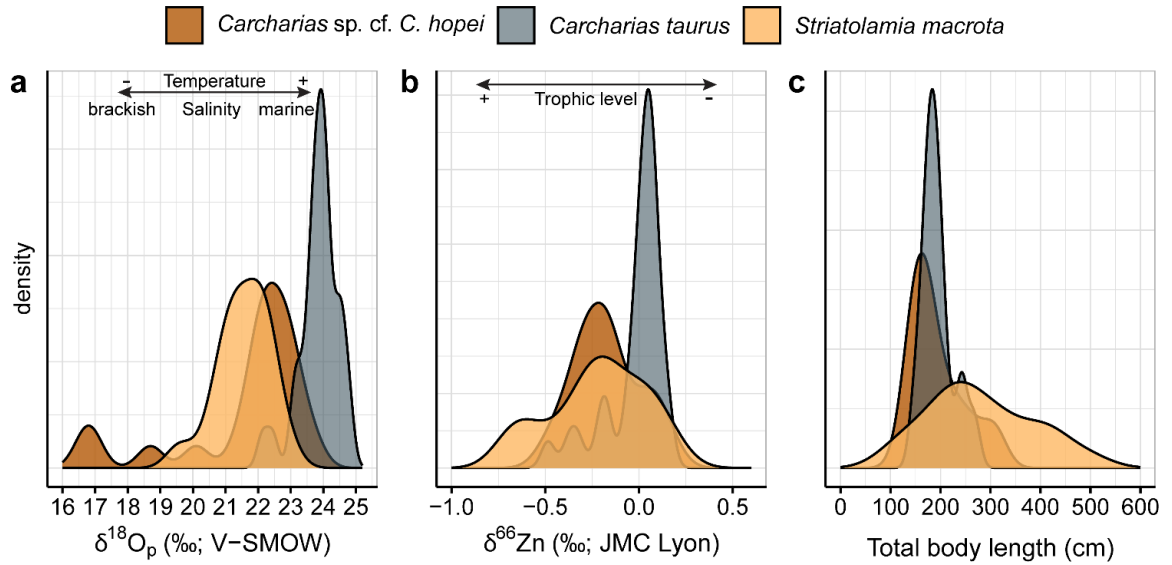 Carcharias sp. cf. C. hopei Carcharias taurus Striatolamia macrota
a
- Temperature +
brackish Salinity marine
density
16 17 18 19 20 21 22 23 24 25
δ¹⁸Oₚ (‰; V−SMOW)
b
+ Trophic level -
−1.0 −0.5 0.0 0.5
δ⁶⁶Zn (‰; JMC Lyon)
c
0 100 200 300 400 500 600
Total body length (cm)